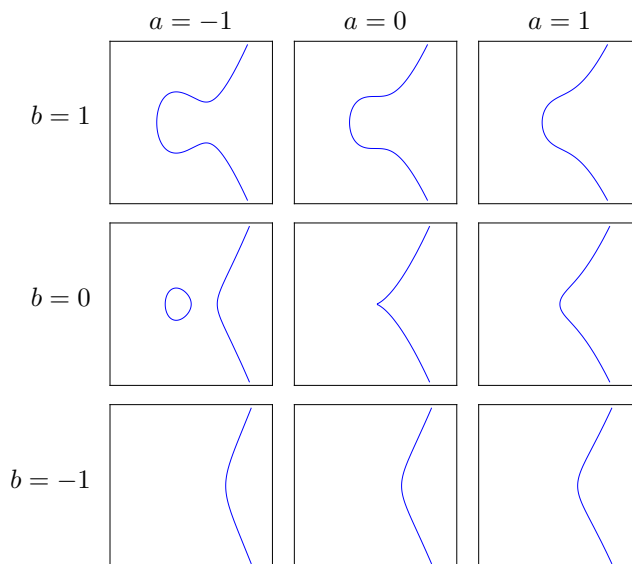 a = −1 a = 0 a = 1
b = 1
b = 0
b = −1